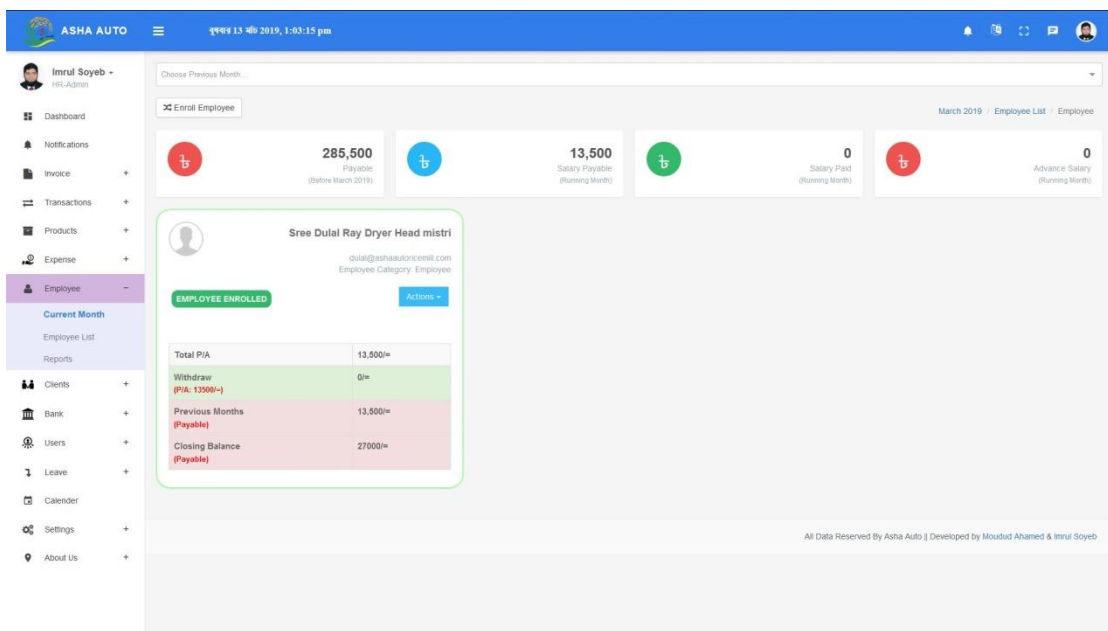 ASHA AUTO
বুধবার 13 মার্চ 2019, 1:03:15 pm
Imrul Soyeb
HR-Admin
Dashboard
Notifications
Invoice +
Transactions +
Products +
Expense +
Employee −
Current Month
Employee List
Reports
Clients +
Bank +
Users +
Leave +
Calender
Settings +
About Us +
Choose Previous Month...
Enroll Employee
March 2019 / Employee List / Employee
285,500
Payable
(Before March 2019)
13,500
Salary Payable
(Running Month)
0
Salary Paid
(Running Month)
0
Advance Salary
(Running Month)
Sree Dulal Ray Dryer Head mistri
dulal@ashaautoricemill.com
Employee Category: Employee
EMPLOYEE ENROLLED
Actions
Total P/A 13,500/=
Withdraw 0/=
(P/A: 13500/=)
Previous Months 13,500/=
(Payable)
Closing Balance 27000/=
(Payable)
All Data Reserved By Asha Auto || Developed by Moudud Ahamed & Imrul Soyeb